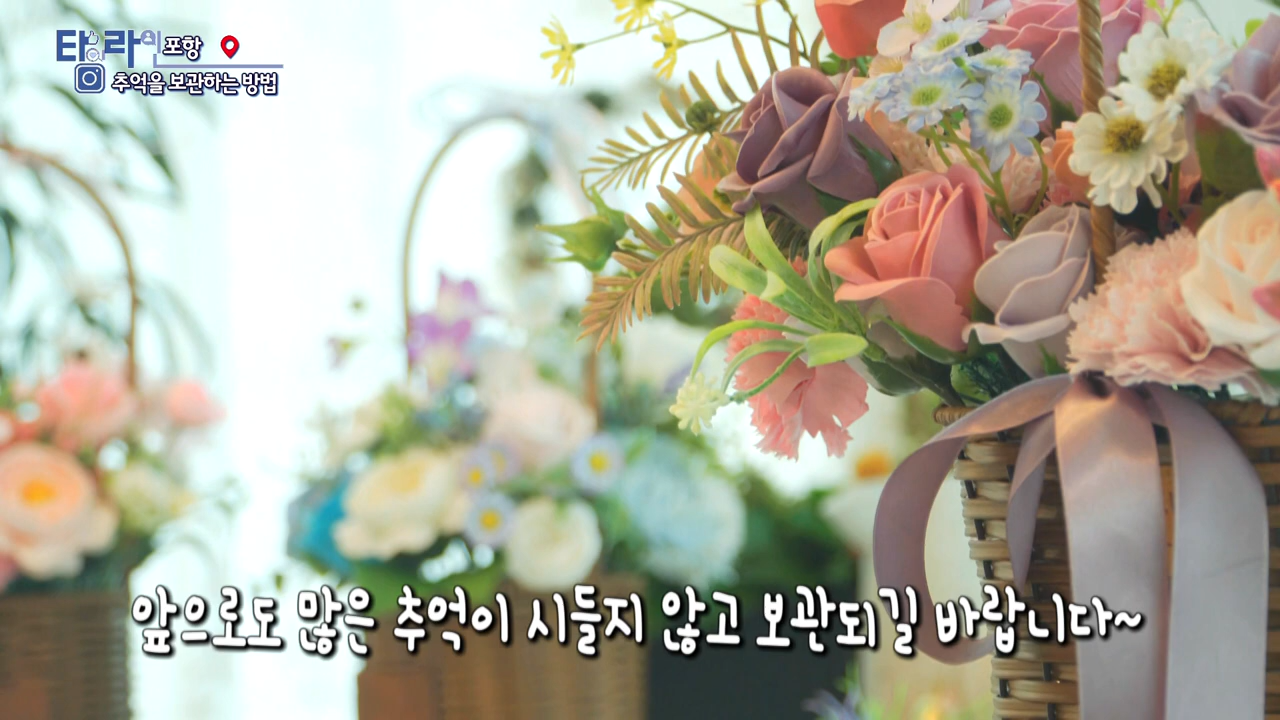 타라의 포항
추억을 보관하는 방법
앞으로도 많은 추억이 시들지 않고 보관되길 바랍니다~